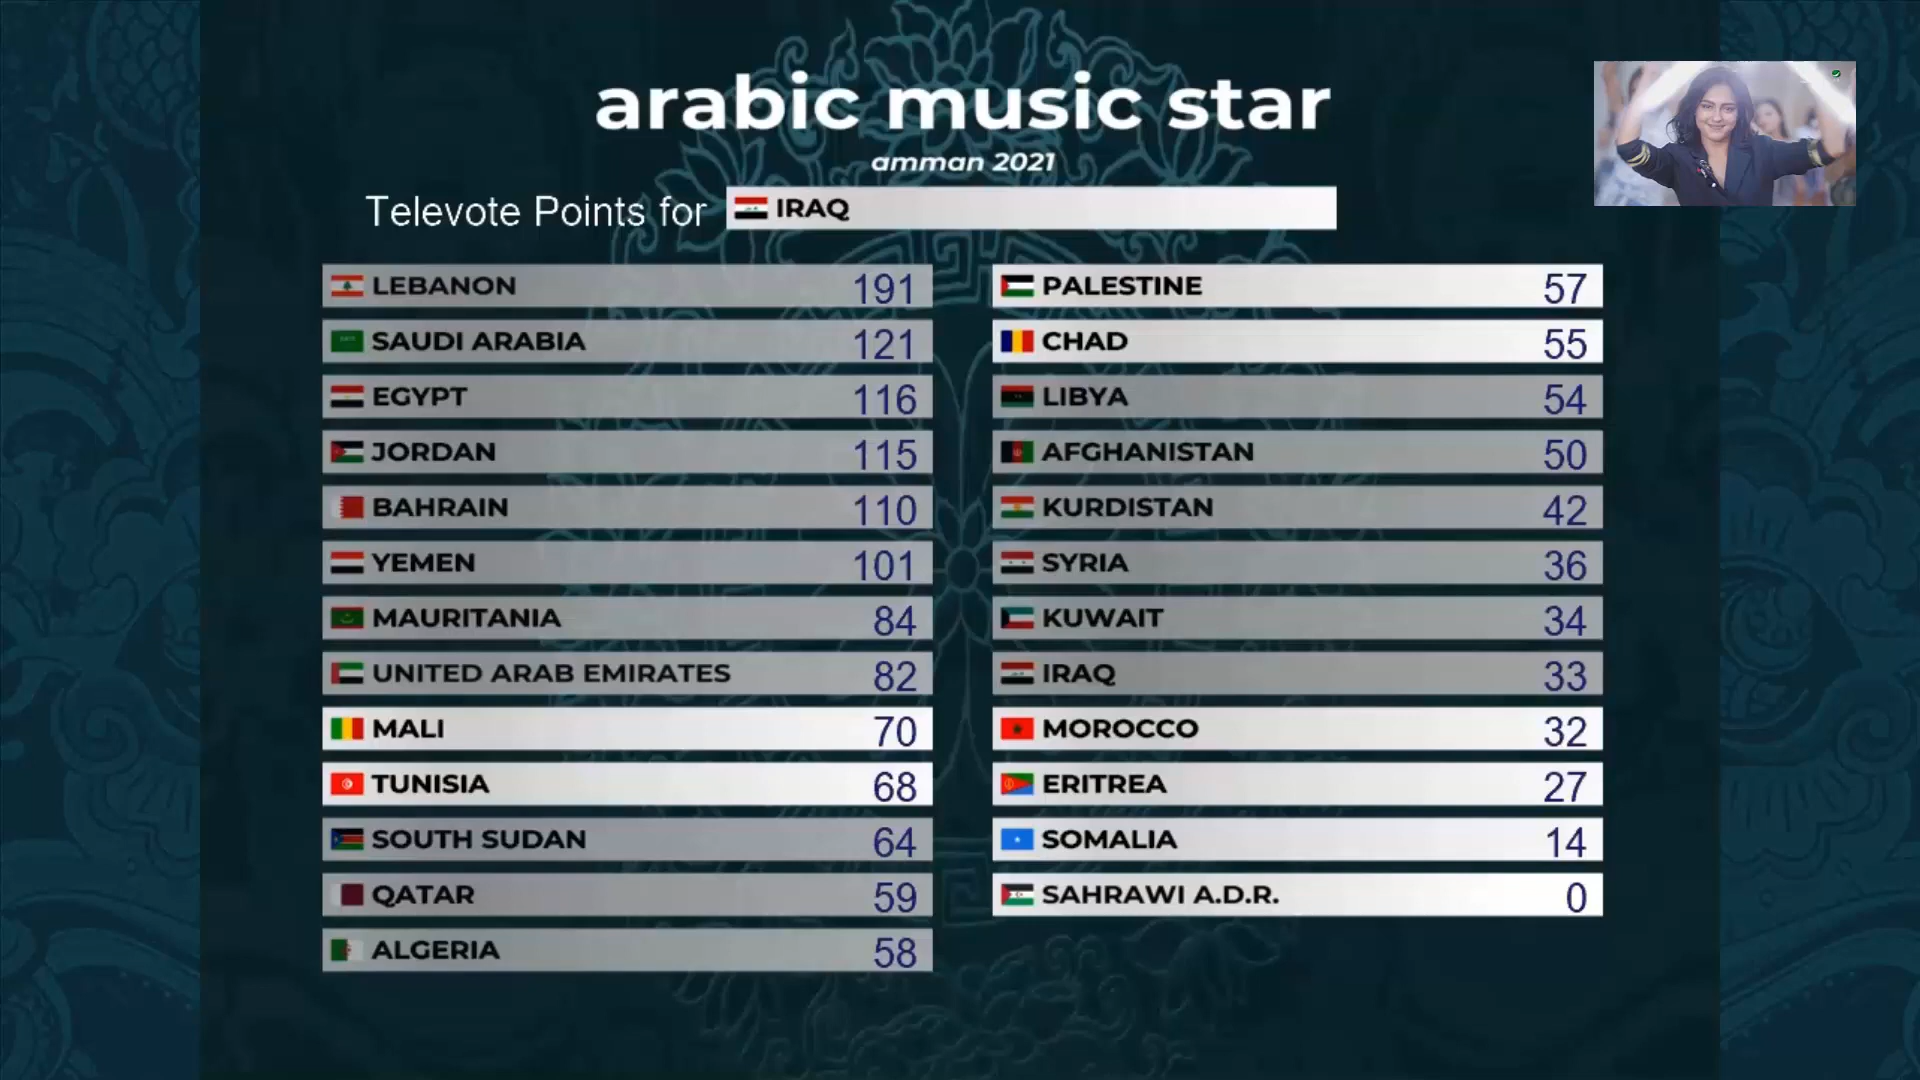 arabic music star
amman 2021
Televote Points for IRAQ
LEBANON 191
SAUDI ARABIA 121
EGYPT 116
JORDAN 115
BAHRAIN 110
YEMEN 101
MAURITANIA 84
UNITED ARAB EMIRATES 82
MALI 70
TUNISIA 68
SOUTH SUDAN 64
QATAR 59
ALGERIA 58
PALESTINE 57
CHAD 55
LIBYA 54
AFGHANISTAN 50
KURDISTAN 42
SYRIA 36
KUWAIT 34
IRAQ 33
MOROCCO 32
ERITREA 27
SOMALIA 14
SAHRAWI A.D.R. 0